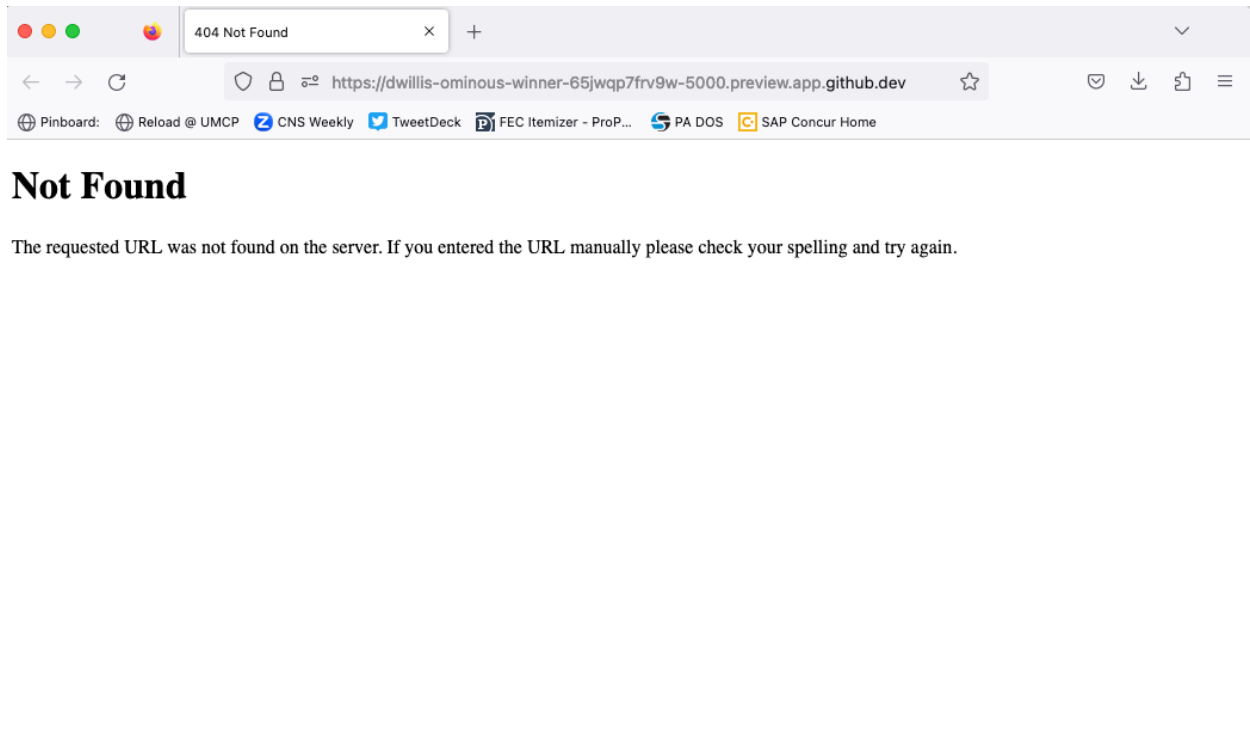 404 Not Found
https://dwillis-ominous-winner-65jwqp7frv9w-5000.preview.app.github.dev
Pinboard: Reload @ UMCP CNS Weekly TweetDeck FEC Itemizer - ProP... PA DOS SAP Concur Home
Not Found
The requested URL was not found on the server. If you entered the URL manually please check your spelling and try again.